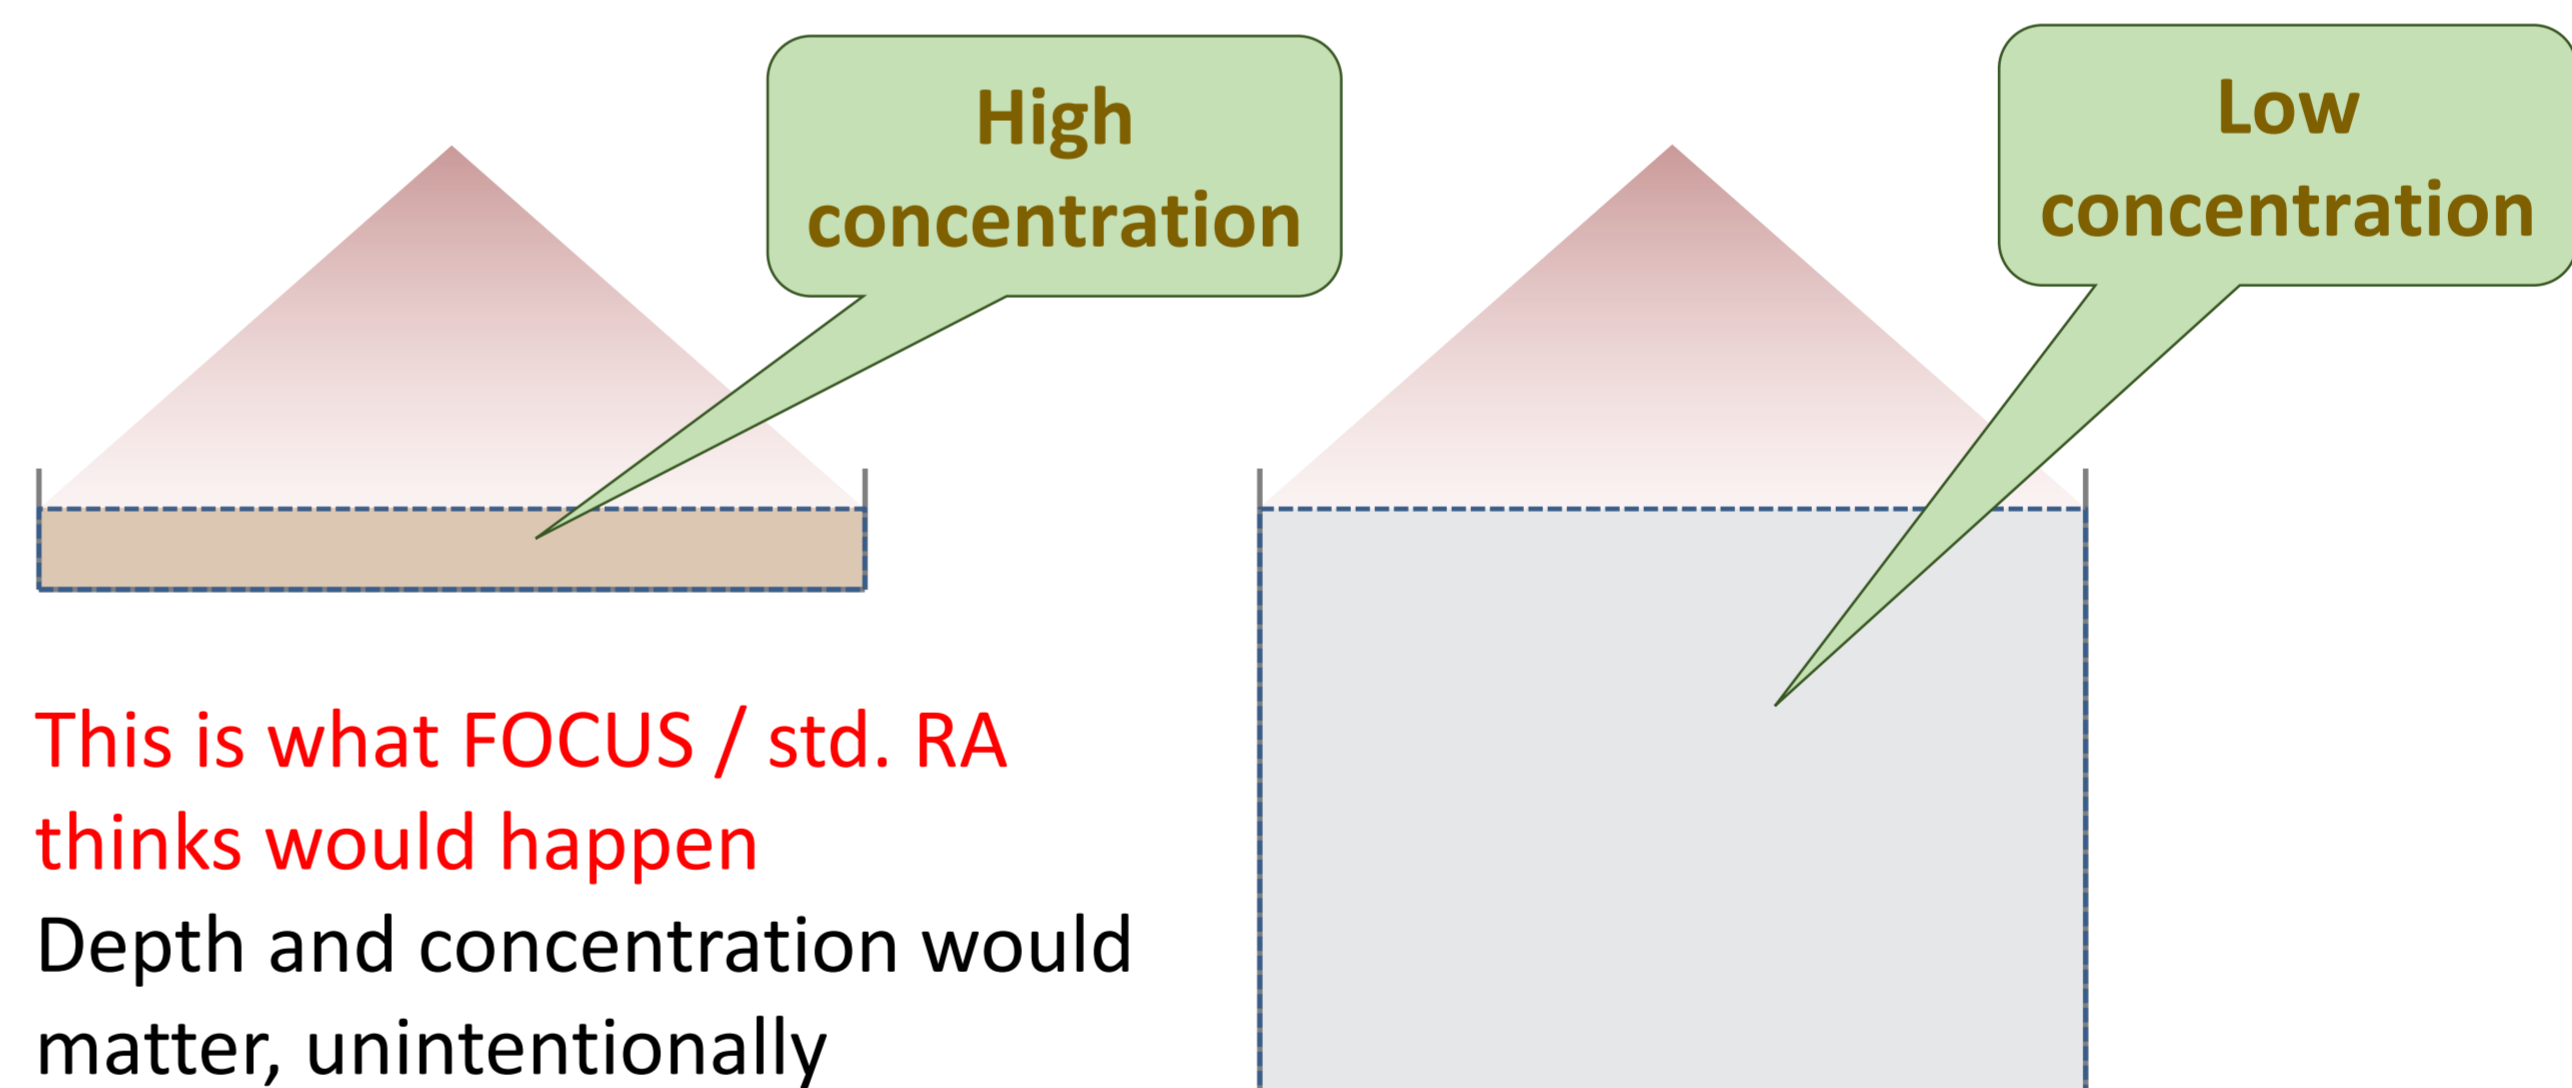 High
concentration
Low
concentration
This is what FOCUS / std. RA
thinks would happen
Depth and concentration would
matter, unintentionally